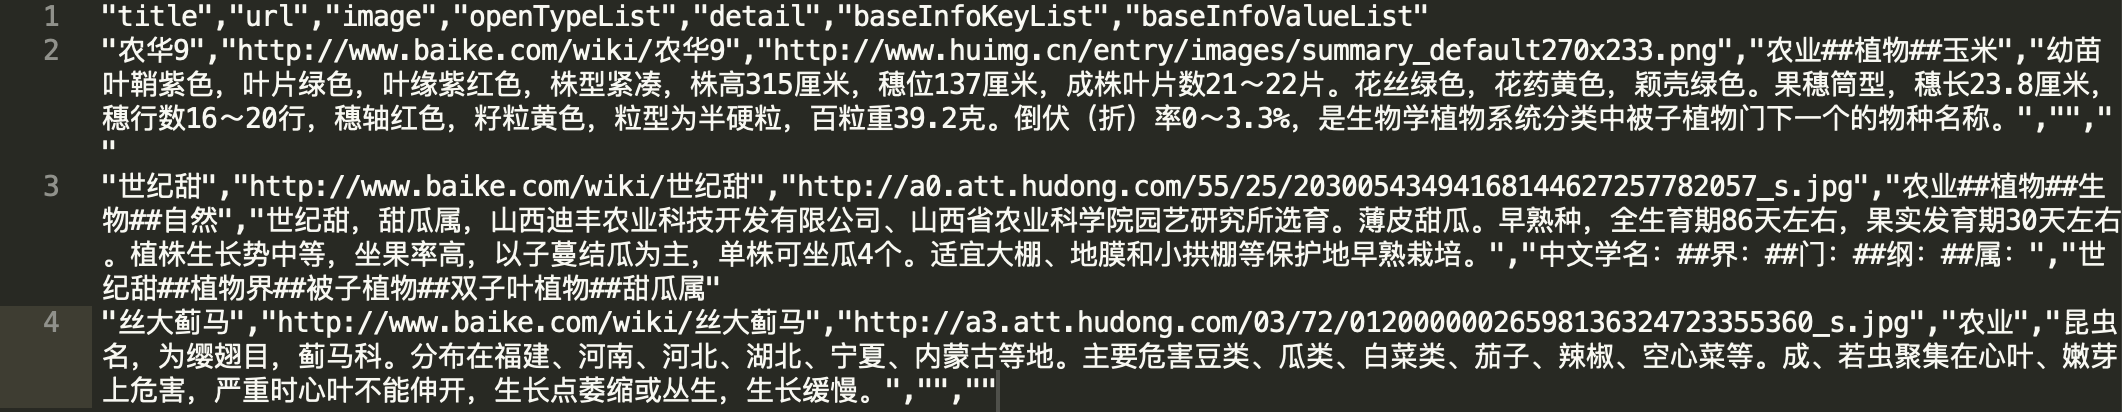 1 "title","url","image","openTypeList","detail","baseInfoKeyList","baseInfoValueList"
2 "农华9","http://www.baike.com/wiki/农华9","http://www.huimg.cn/entry/images/summary_default270x233.png","农业##植物##玉米","幼苗
叶鞘紫色，叶片绿色，叶缘紫红色，株型紧凑，株高315厘米，穗位137厘米，成株叶片数21～22片。花丝绿色，花药黄色，颖壳绿色。果穗筒型，穗长23.8厘米，
穗行数16～20行，穗轴红色，籽粒黄色，粒型为半硬粒，百粒重39.2克。倒伏（折）率0～3.3%，是生物学植物系统分类中被子植物门下一个的物种名称。","","
"
3 "世纪甜","http://www.baike.com/wiki/世纪甜","http://a0.att.hudong.com/55/25/20300543494168144627257782057_s.jpg","农业##植物##生
物##自然","世纪甜，甜瓜属，山西迪丰农业科技开发有限公司、山西省农业科学院园艺研究所选育。薄皮甜瓜。早熟种，全生育期86天左右，果实发育期30天左右
。植株生长势中等，坐果率高，以子蔓结瓜为主，单株可坐瓜4个。适宜大棚、地膜和小拱棚等保护地早熟栽培。","中文学名：##界：##门：##纲：##属：","世
纪甜##植物界##被子植物##双子叶植物##甜瓜属"
4 "丝大蓟马","http://www.baike.com/wiki/丝大蓟马","http://a3.att.hudong.com/03/72/01200000026598136324723355360_s.jpg","农业","昆虫
名，为缨翅目，蓟马科。分布在福建、河南、河北、湖北、宁夏、内蒙古等地。主要危害豆类、瓜类、白菜类、茄子、辣椒、空心菜等。成、若虫聚集在心叶、嫩芽
上危害，严重时心叶不能伸开，生长点萎缩或丛生，生长缓慢。","",""